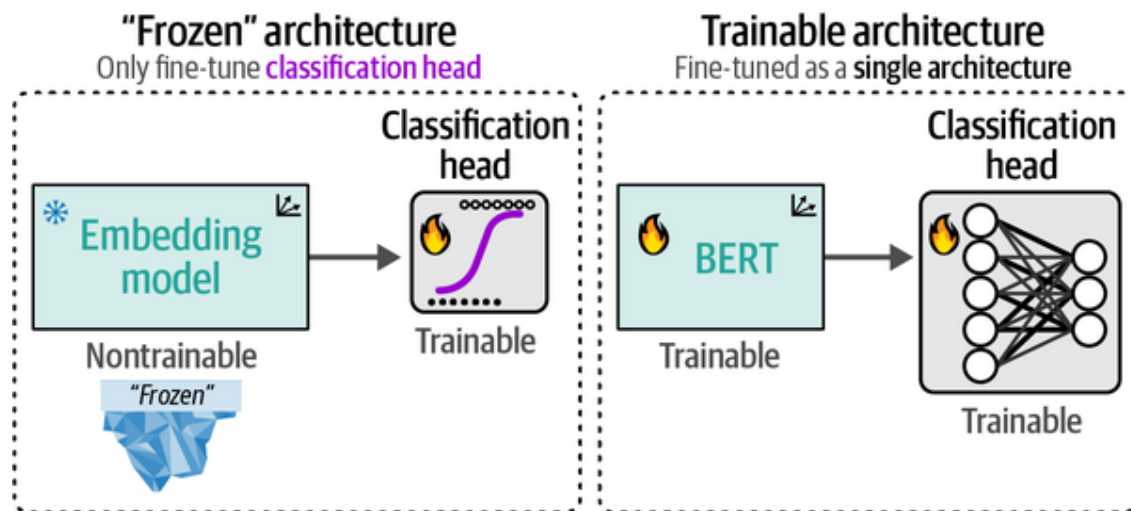 “Frozen” architecture
Only fine-tune classification head
Classification
head
Embedding
model
Nontrainable
“Frozen”
Trainable
Trainable architecture
Fine-tuned as a single architecture
Classification
head
BERT
Trainable
Trainable